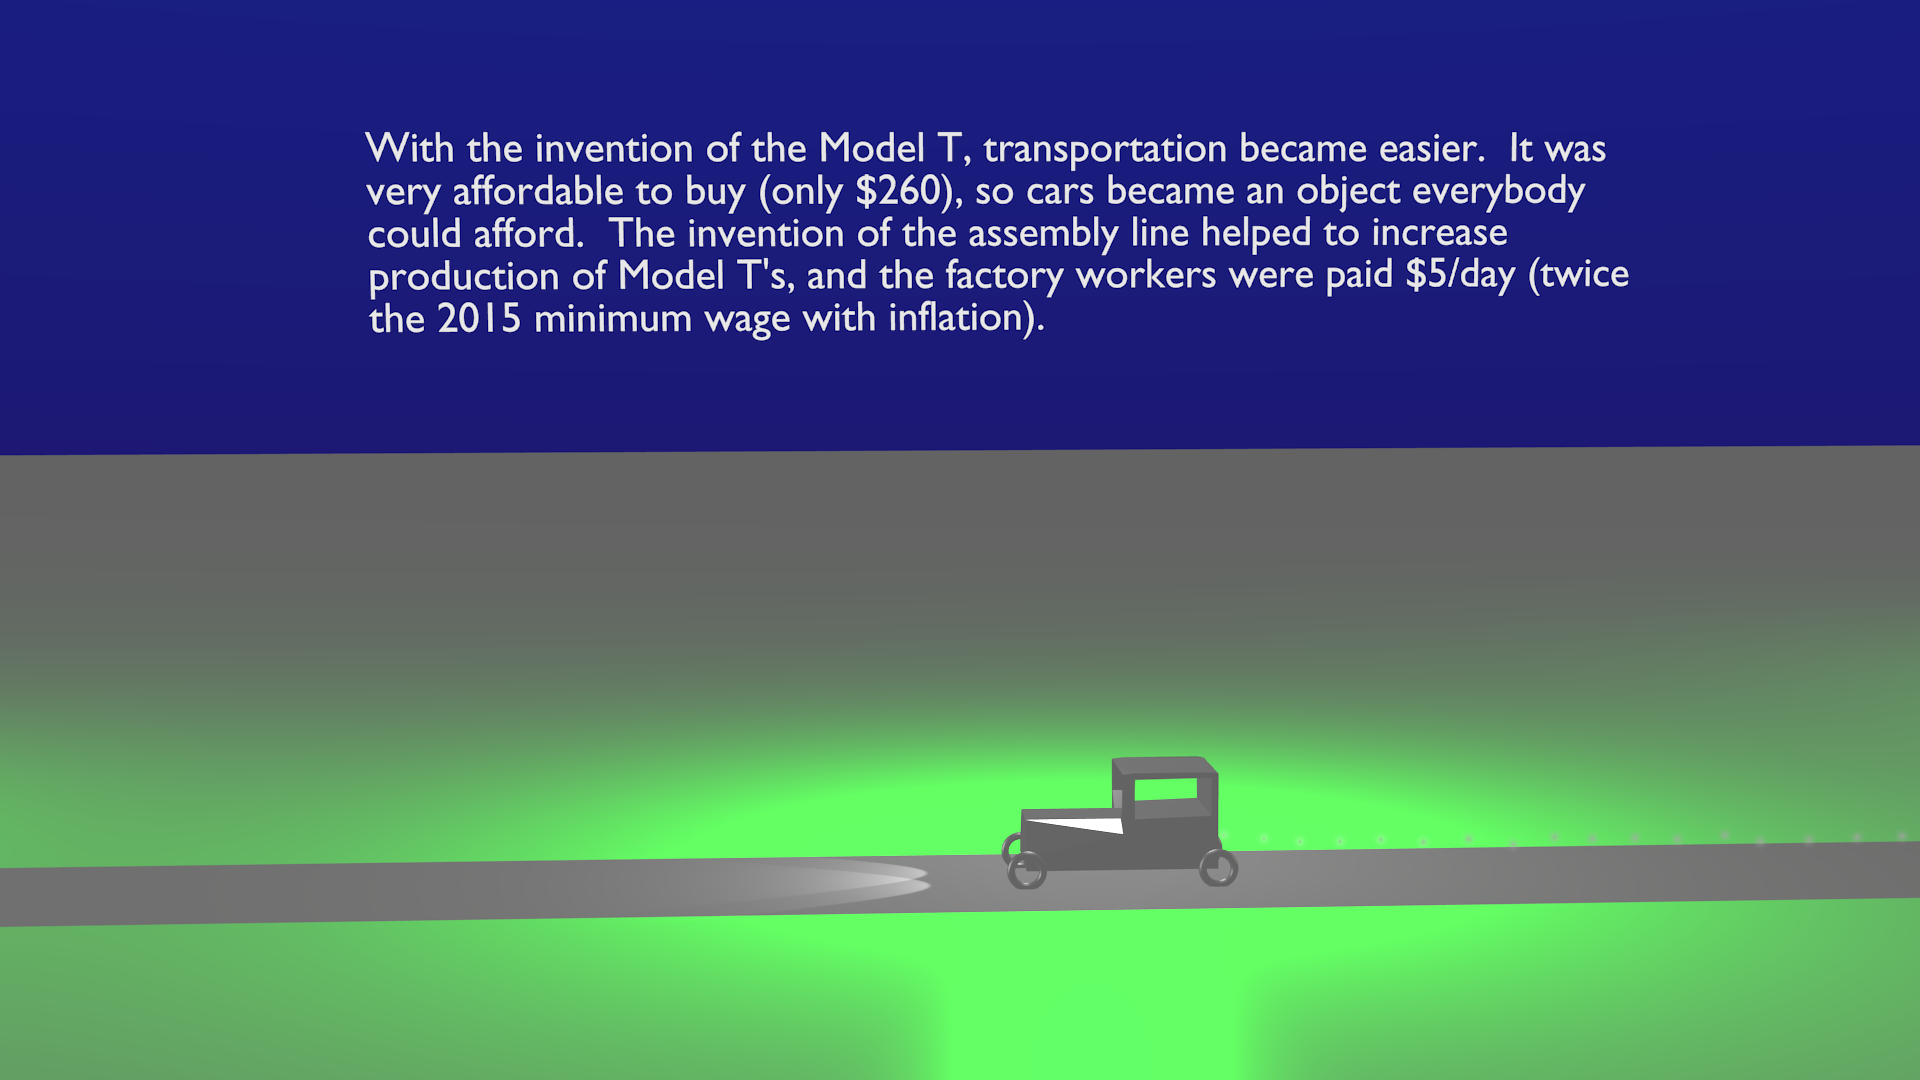 With the invention of the Model T, transportation became easier.  It was
very affordable to buy (only $260), so cars became an object everybody
could afford.  The invention of the assembly line helped to increase
production of Model T's, and the factory workers were paid $5/day (twice
the 2015 minimum wage with inflation).